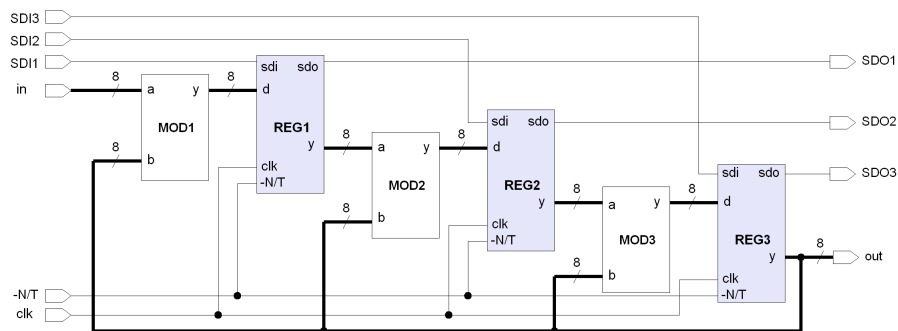 SDI3
SDI2
SDI1
SDO1
sdi sdo
in
8
a y
8
d
MOD1
REG1
8
b
y
8
clk
-N/T
sdi sdo
SDO2
a y
8
d
MOD2
REG2
8
b
y
8
clk
-N/T
sdi sdo
SDO3
a y
8
d
MOD3
REG3
8
b
y
8
out
clk
-N/T
-N/T
clk